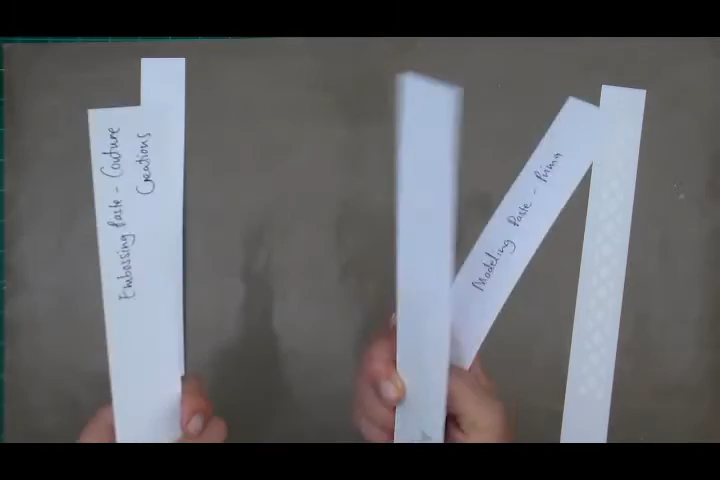 Embossing Paste - Couture
Creations
Modeling Paste - Prima